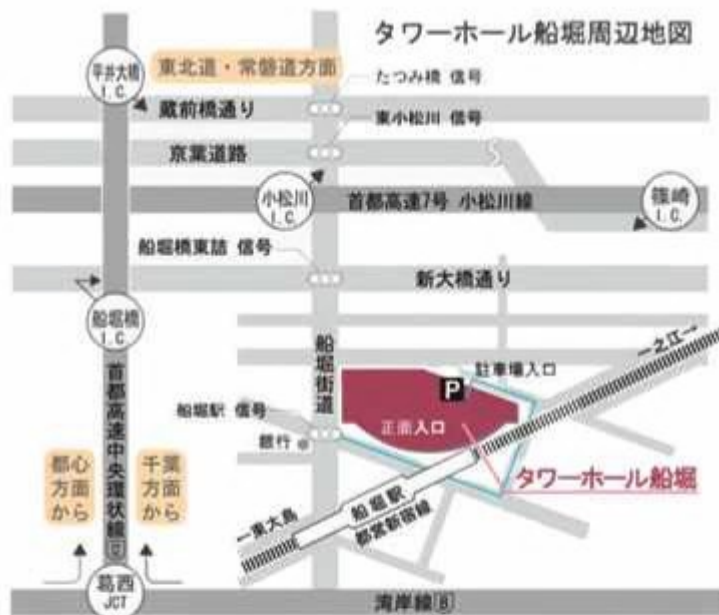 タワーホール船堀周辺地図
平井大橋
I.C.
東北道・常磐道方面
たつみ橋 信号
蔵前橋通り
東小松川 信号
京葉道路
小松川
I.C.
首都高速7号 小松川線
篠崎
I.C.
船堀橋東詰 信号
新大橋通り
船堀橋
I.C.
船堀街道
一之江→
駐車場入口
P
首都高速中央環状線
船堀駅 信号
正面入口
銀行
タワーホール船堀
都心
方面
から
千葉
方面
から
船堀駅
都営新宿線
←東大島
葛西
JCT
湾岸線B